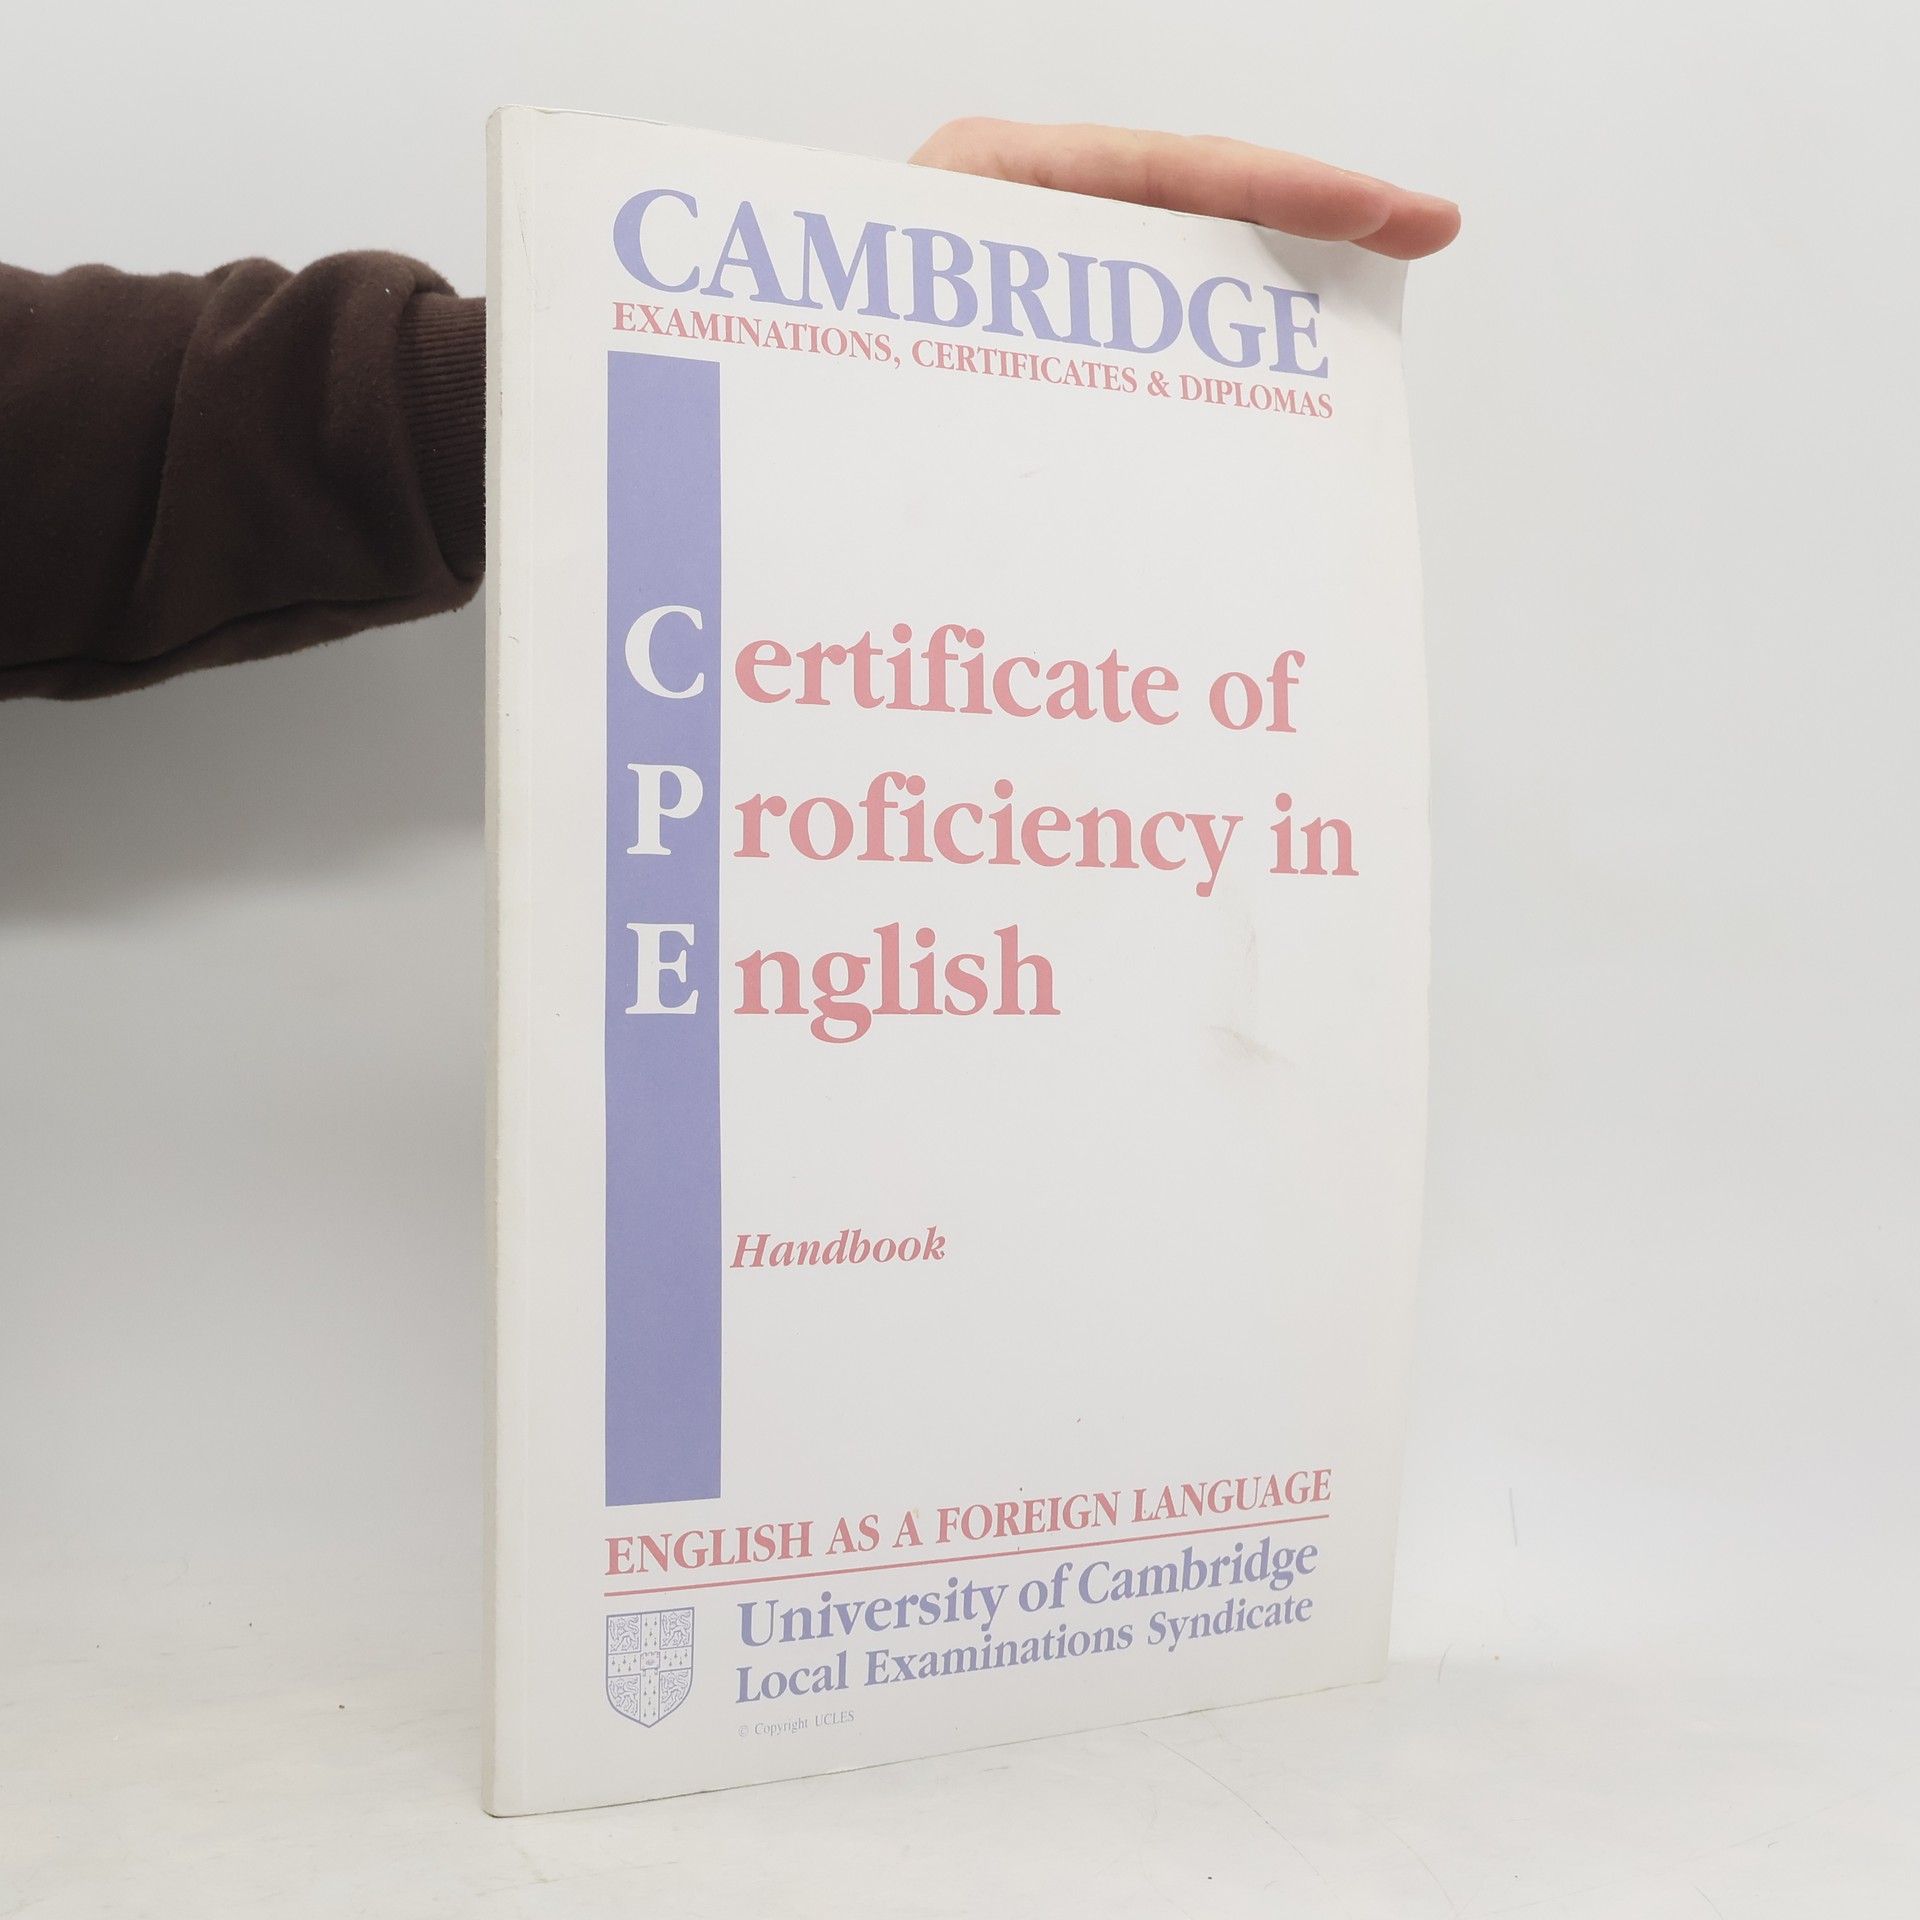 CAMBRIDGE
EXAMINATIONS, CERTIFICATES & DIPLOMAS
Certificate of
Proficiency in
English
Handbook
ENGLISH AS A FOREIGN LANGUAGE
University of Cambridge
Local Examinations Syndicate
© Copyright UCLES